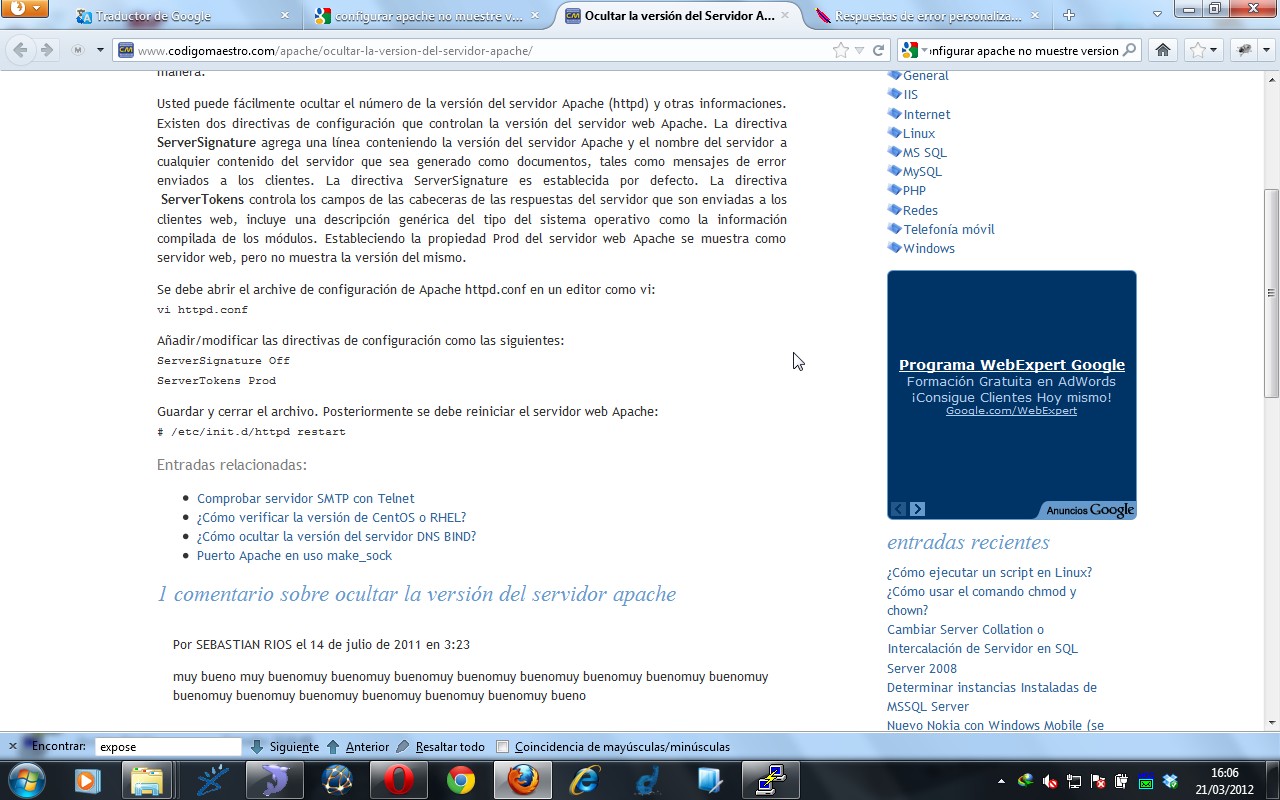 Traductor de Google
configurar apache no muestre v...
Ocultar la versión del Servidor A...
Respuestas de error personaliza...
www.codigomaestro.com/apache/ocultar-la-version-del-servidor-apache/
nfigurar apache no muestre version
manera.
Usted puede fácilmente ocultar el número de la versión del servidor Apache (httpd) y otras informaciones.
Existen dos directivas de configuración que controlan la versión del servidor web Apache. La directiva
ServerSignature agrega una línea conteniendo la versión del servidor Apache y el nombre del servidor a
cualquier contenido del servidor que sea generado como documentos, tales como mensajes de error
enviados a los clientes. La directiva ServerSignature es establecida por defecto. La directiva
ServerTokens controla los campos de las cabeceras de las respuestas del servidor que son enviadas a los
clientes web, incluye una descripción genérica del tipo del sistema operativo como la información
compilada de los módulos. Estableciendo la propiedad Prod del servidor web Apache se muestra como
servidor web, pero no muestra la versión del mismo.
Se debe abrir el archive de configuración de Apache httpd.conf en un editor como vi:
vi httpd.conf
Añadir/modificar las directivas de configuración como las siguientes:
ServerSignature Off
ServerTokens Prod
Guardar y cerrar el archivo. Posteriormente se debe reiniciar el servidor web Apache:
# /etc/init.d/httpd restart
Entradas relacionadas:
Comprobar servidor SMTP con Telnet
¿Cómo verificar la versión de CentOS o RHEL?
¿Cómo ocultar la versión del servidor DNS BIND?
Puerto Apache en uso make_sock
1 comentario sobre ocultar la versión del servidor apache
Por SEBASTIAN RIOS el 14 de julio de 2011 en 3:23
muy bueno muy buenomuy buenomuy buenomuy buenomuy buenomuy buenomuy buenomuy buenomuy
buenomuy buenomuy buenomuy buenomuy buenomuy buenomuy bueno
General
IIS
Internet
Linux
MS SQL
MySQL
PHP
Redes
Telefonía móvil
Windows
Programa WebExpert Google
Formación Gratuita en AdWords
¡Consigue Clientes Hoy mismo!
Google.com/WebExpert
Anuncios Google
entradas recientes
¿Cómo ejecutar un script en Linux?
¿Cómo usar el comando chmod y
chown?
Cambiar Server Collation o
Intercalación de Servidor en SQL
Server 2008
Determinar instancias Instaladas de
MSSQL Server
Nuevo Nokia con Windows Mobile (se
Encontrar: expose Siguiente Anterior Resaltar todo Coincidencia de mayúsculas/minúsculas
16:06
21/03/2012